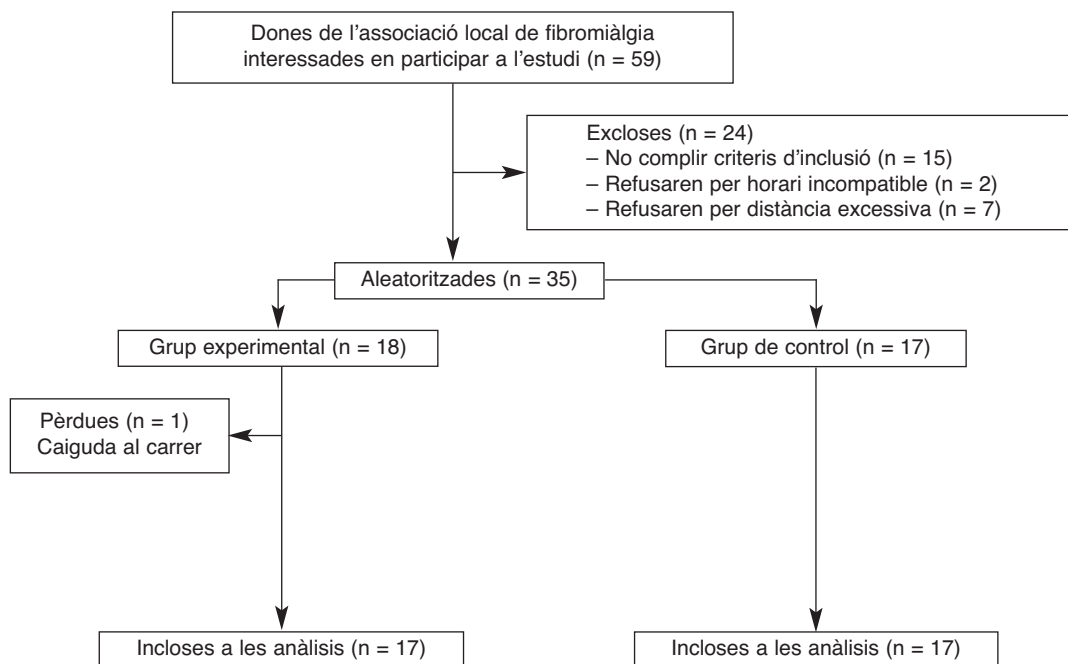 Dones de l'associació local de fibromiàlgia
interessades en participar a l'estudi (n = 59)
Excloses (n = 24)
– No complir criteris d'inclusió (n = 15)
– Refusaren per horari incompatible (n = 2)
– Refusaren per distància excessiva (n = 7)
Aleatoritzades (n = 35)
Grup experimental (n = 18)
Grup de control (n = 17)
Pèrdues (n = 1)
Caiguda al carrer
Incloses a les anàlisis (n = 17)
Incloses a les anàlisis (n = 17)